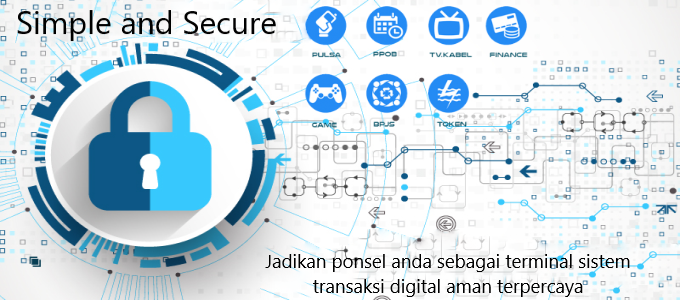 Simple and Secure
PULSA
PPOB
TV.KABEL
FINANCE
GAME
BPJS
TOKEN
Jadikan ponsel anda sebagai terminal sistem
transaksi digital aman terpercaya